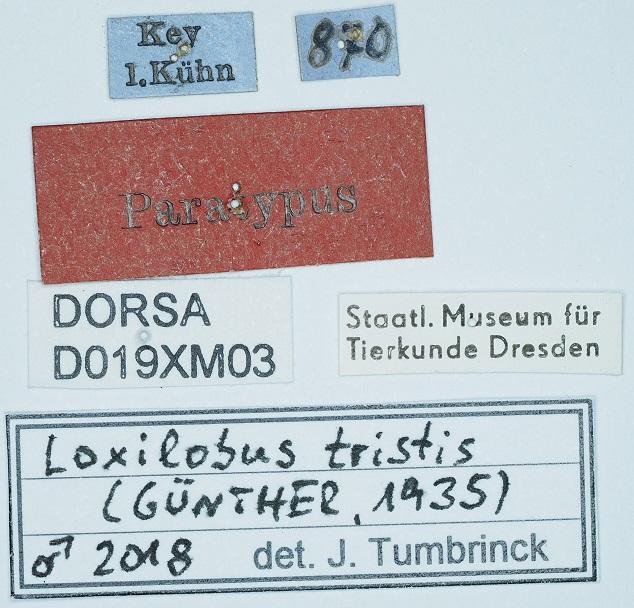 Key
I. Kühn
870
Paratypus
DORSA
D019XM03
Staatl. Museum für
Tierkunde Dresden
Loxilobus tristis
(GÜNTHER, 1935)
♂ 2018 det. J. Tumbrinck